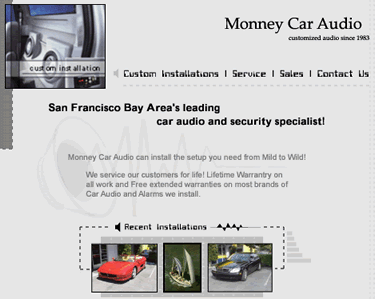 Monney Car Audio
customized audio since 1983
custom installation
Custom Installations | Service | Sales | Contact Us
San Francisco Bay Area's leading
car audio and security specialist!
Monney Car Audio can install the setup you need from Mild to Wild!
We service our customers for life! Lifetime Warrantry on
all work and Free extended warranties on most brands of
Car Audio and Alarms we install.
Recent Installations